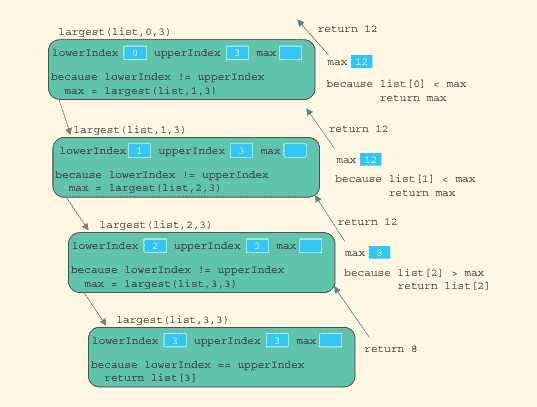 largest(list,0,3)
return 12
lowerIndex 0 upperIndex 3 max
max 12
because lowerIndex != upperIndex
max = largest(list,1,3)
because list[0] < max
return max
largest(list,1,3)
return 12
lowerIndex 1 upperIndex 3 max
max 12
because lowerIndex != upperIndex
max = largest(list,2,3)
because list[1] < max
return max
largest(list,2,3)
return 12
lowerIndex 2 upperIndex 3 max
max 8
because lowerIndex != upperIndex
max = largest(list,3,3)
because list[2] > max
return list[2]
largest(list,3,3)
lowerIndex 3 upperIndex 3 max
return 8
because lowerIndex == upperIndex
return list[3]